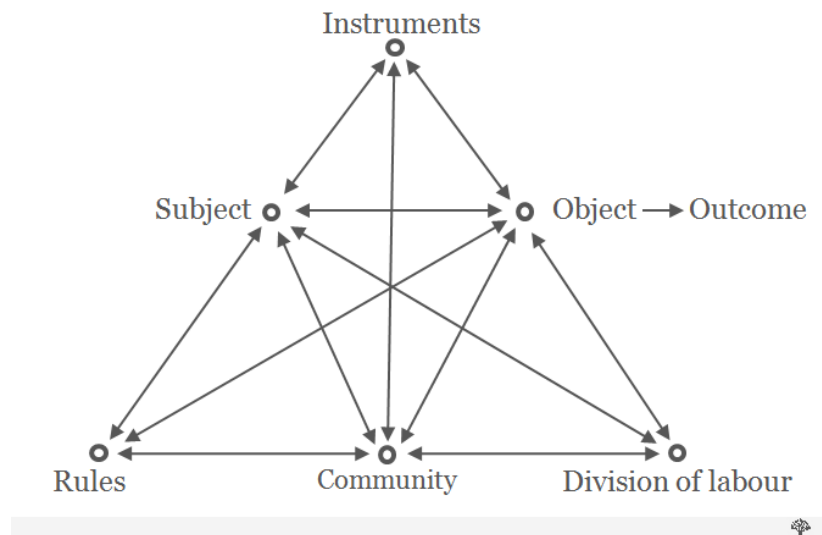 Instruments
Subject
Object
Outcome
Rules
Community
Division of labour